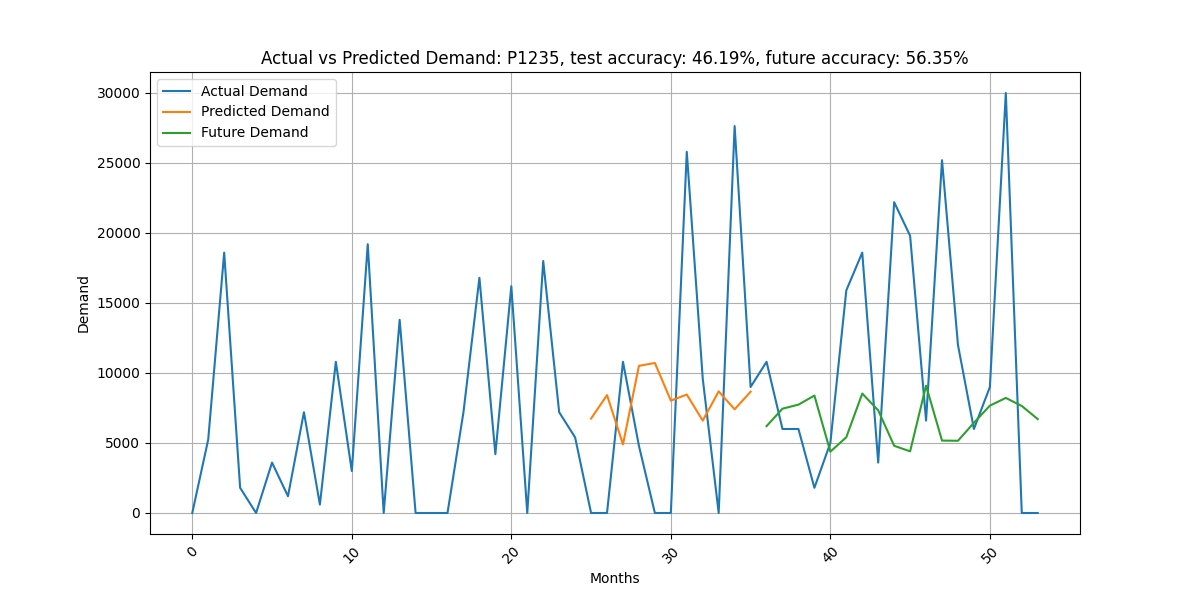 Actual vs Predicted Demand: P1235, test accuracy: 46.19%, future accuracy: 56.35%
Actual Demand
Predicted Demand
Future Demand
30000
25000
20000
15000
10000
5000
0
Demand
0
10
20
30
40
50
Months